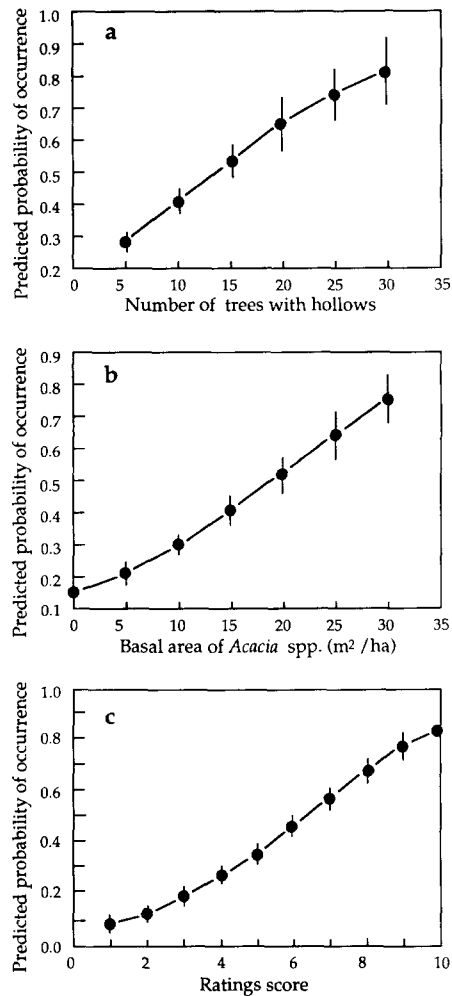 a
Predicted probability of occurrence
1.0
0.9
0.8
0.7
0.6
0.5
0.4
0.3
0.2
0 5 10 15 20 25 30 35
Number of trees with hollows
b
Predicted probability of occurrence
0.9
0.8
0.7
0.6
0.5
0.4
0.3
0.2
0.1
0 5 10 15 20 25 30 35
Basal area of Acacia spp. (m² /ha)
c
Predicted probability of occurrence
1.0
0.8
0.6
0.4
0.2
0.0
0 2 4 6 8 10
Ratings score